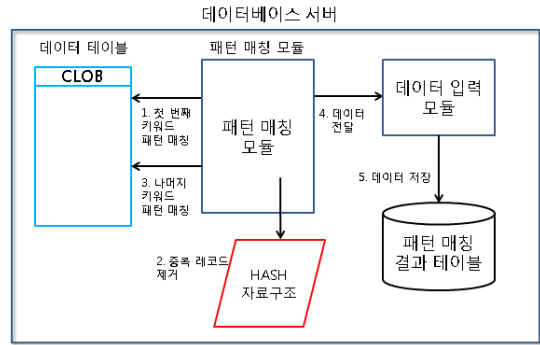 데이터베이스 서버
데이터 테이블
패턴 매칭 모듈
CLOB
1. 첫 번째
키워드
패턴 매칭
3. 나머지
키워드
패턴 매칭
패턴 매칭
모듈
4. 데이터
전달
데이터 입력
모듈
5. 데이터 저장
2. 중복 레코드
제거
HASH
자료구조
패턴 매칭
결과 테이블